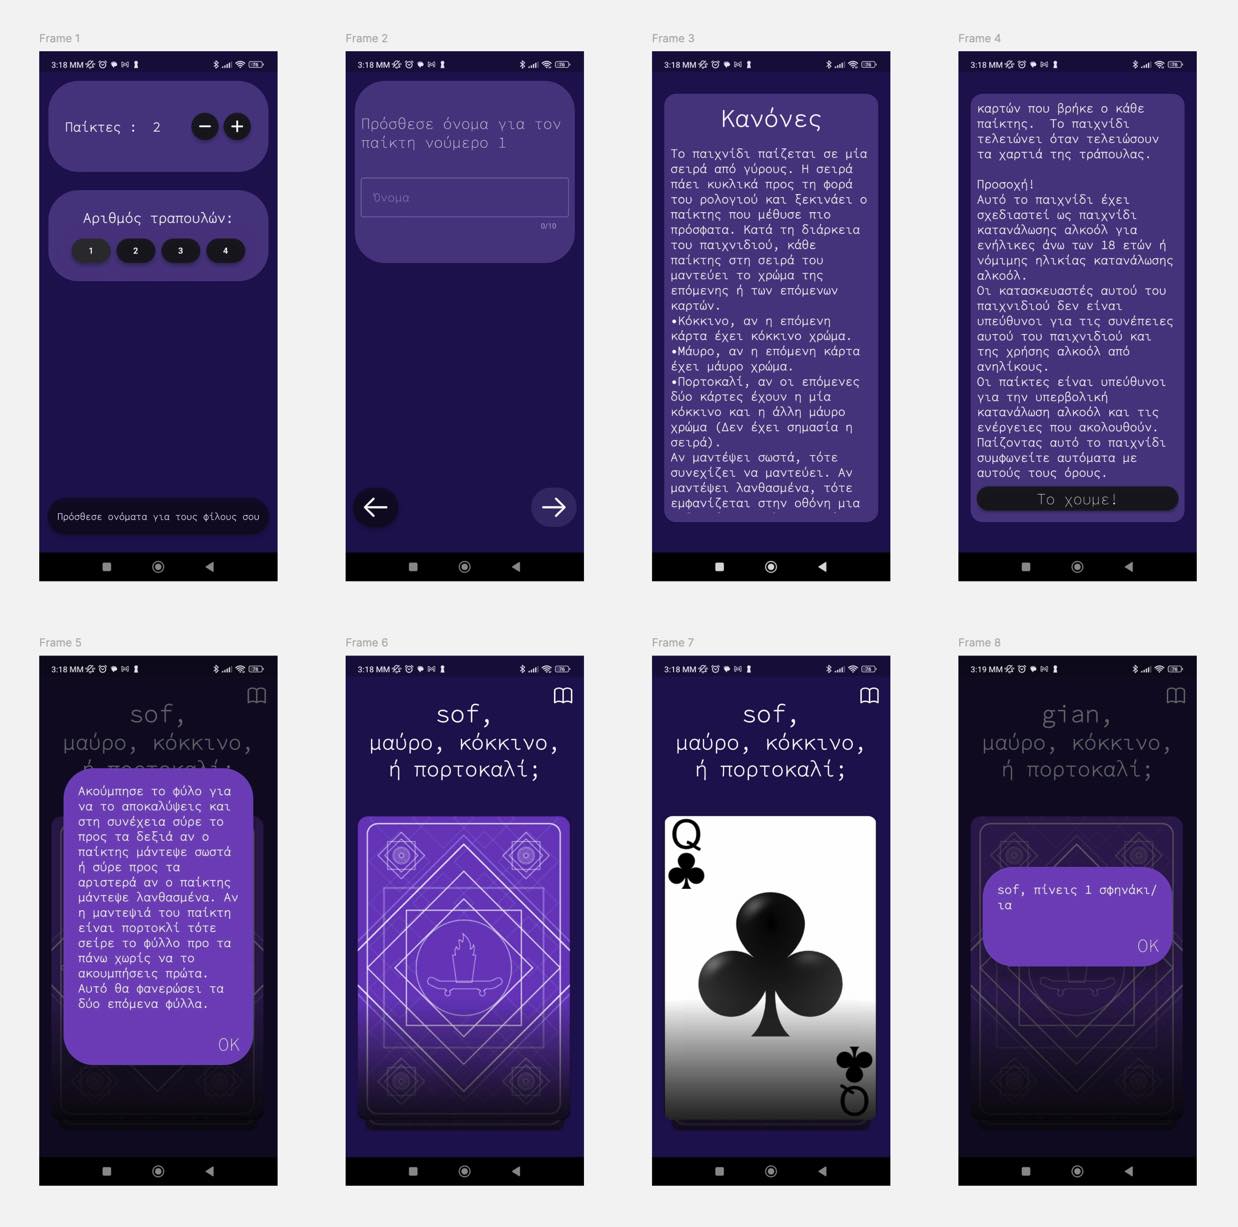 Frame 1
3:18 MM
76
Παίκτες : 2
Αριθμός τραπουλών:
1 2 3 4
Πρόσθεσε ονόματα για τους φίλους σου
Frame 2
3:18 MM
76
Πρόσθεσε όνομα για τον
παίκτη νούμερο 1
Όνομα
0/10
Frame 3
3:18 MM
76
Κανόνες
Το παιχνίδι παίζεται σε μία
σειρά από γύρους. Η σειρά
πάει κυκλικά προς τη φορά
του ρολογιού και ξεκινάει ο
παίκτης που μέθυσε πιο
πρόσφατα. Κατά τη διάρκεια
του παιχνιδιού, κάθε
παίκτης στη σειρά του
μαντεύει το χρώμα της
επόμενης ή των επόμενων
καρτών.
•Κόκκινο, αν η επόμενη
κάρτα έχει κόκκινο χρώμα.
•Μάυρο, αν η επόμενη κάρτα
έχει μάυρο χρώμα.
•Πορτοκαλί, αν οι επόμενες
δύο κάρτες έχουν η μία
κόκκινο και η άλλη μάυρο
χρώμα (Δεν έχει σημασία η
σειρά).
Αν μαντέψει σωστά, τότε
συνεχίζει να μαντεύει. Αν
μαντέψει λανθασμένα, τότε
εμφανίζεται στην οθόνη μια
Frame 4
3:18 MM
76
καρτών που βρήκε ο κάθε
παίκτης. Το παιχνίδι
τελειώνει όταν τελειώσουν
τα χαρτιά της τράπουλας.
Προσοχή!
Αυτό το παιχνίδι έχει
σχεδιαστεί ως παιχνίδι
κατανάλωσης αλκοόλ για
ενήλικες άνω των 18 ετών ή
νόμιμης ηλικίας κατανάλωσης
αλκοόλ.
Οι κατασκευαστές αυτού του
παιχνιδιού δεν είναι
υπεύθυνοι για τις συνέπειες
αυτού του παιχνιδιού και
της χρήσης αλκοόλ από
ανηλίκους.
Οι παίκτες είναι υπεύθυνοι
για την υπερβολική
κατανάλωση αλκοόλ και τις
ενέργειες που ακολουθούν.
Παίζοντας αυτό το παιχνίδι
συμφωνείτε αυτόματα με
αυτούς τους όρους.
Το χουμε!
Frame 5
3:18 MM
76
sof,
μαύρο, κόκκινο,
ή πορτοκαλί;
Ακούμπησε το φύλο για
να το αποκαλύψεις και
στη συνέχεια σύρε το
προς τα δεξιά αν ο
παίκτης μάντεψε σωστά
ή σύρε προς τα
αριστερά αν ο παίκτης
μάντεψε λανθασμένα. Αν
η μαντεψιά του παίκτη
είναι πορτοκλί τότε
σείρε το φύλλο προ τα
πάνω χωρίς να το
ακουμπήσεις πρώτα.
Αυτό θα φανερώσει τα
δύο επόμενα φύλλα.
OK
Frame 6
3:18 MM
76
sof,
μαύρο, κόκκινο,
ή πορτοκαλί;
Frame 7
3:18 MM
76
sof,
μαύρο, κόκκινο,
ή πορτοκαλί;
Q
Q
Frame 8
3:19 MM
76
gian,
μαύρο, κόκκινο,
ή πορτοκαλί;
sof, πίνεις 1 σφηνάκι/
ια
OK